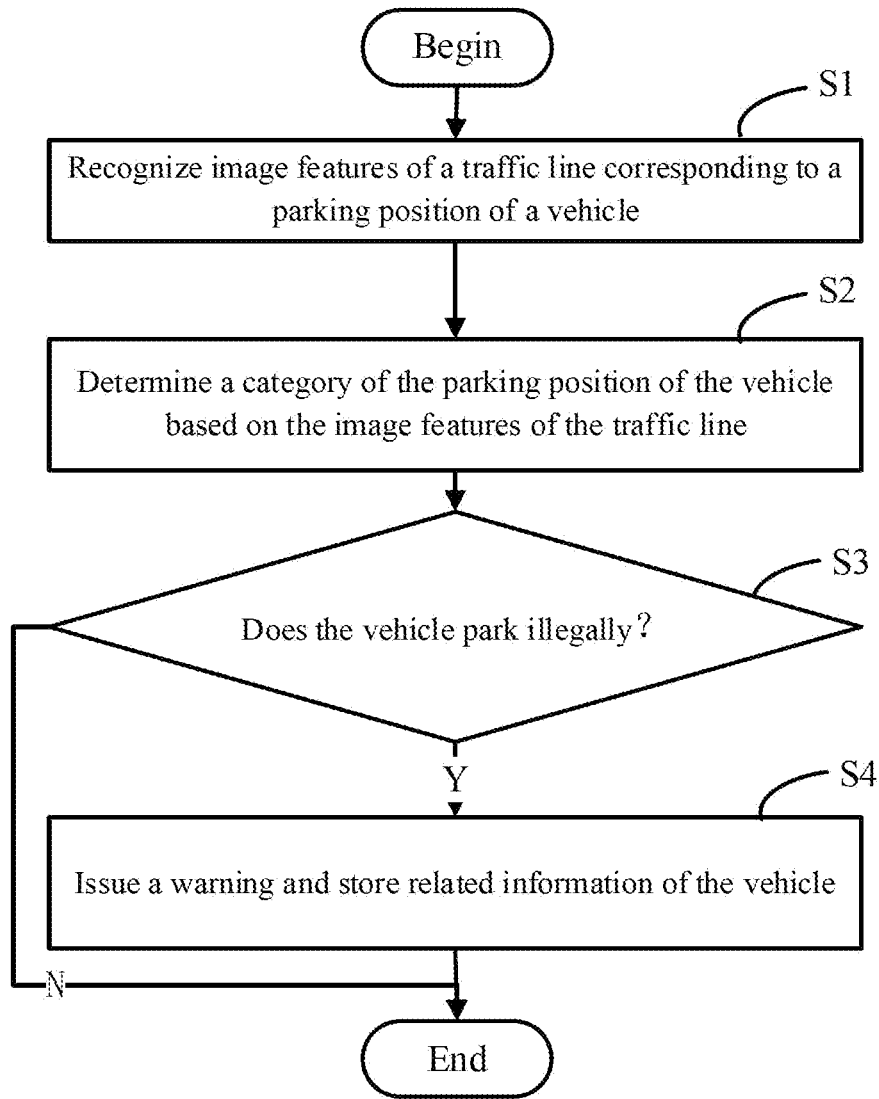 Begin
S1
Recognize image features of a traffic line corresponding to a
parking position of a vehicle
S2
Determine a category of the parking position of the vehicle
based on the image features of the traffic line
S3
Does the vehicle park illegally?
Y
S4
Issue a warning and store related information of the vehicle
N
End